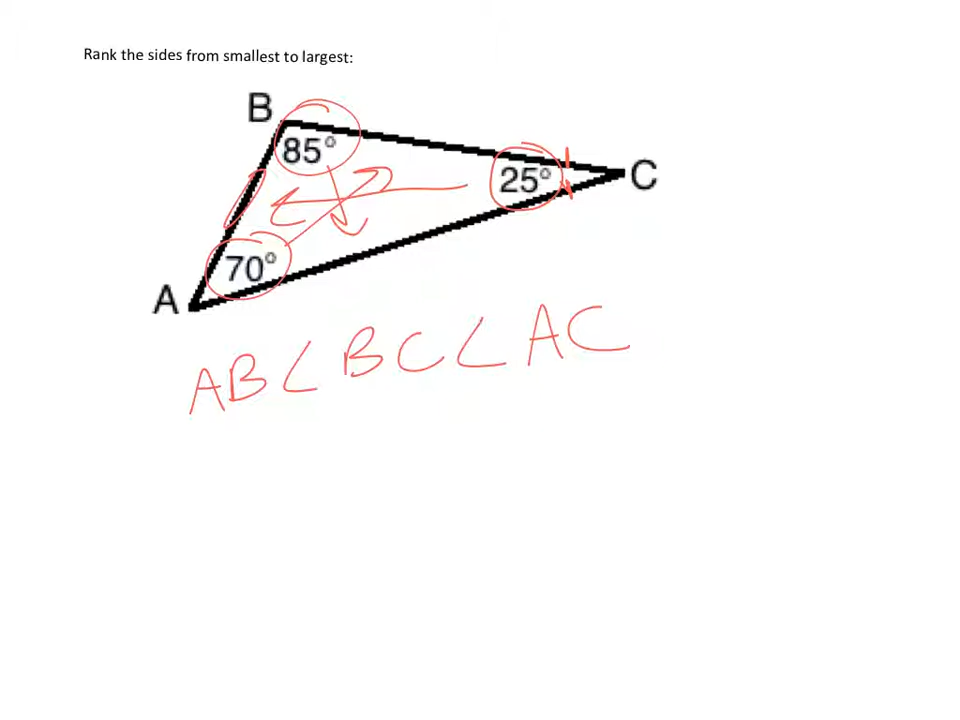 Rank the sides from smallest to largest:
B
85°
25°
C
70°
A
AB < BC < AC